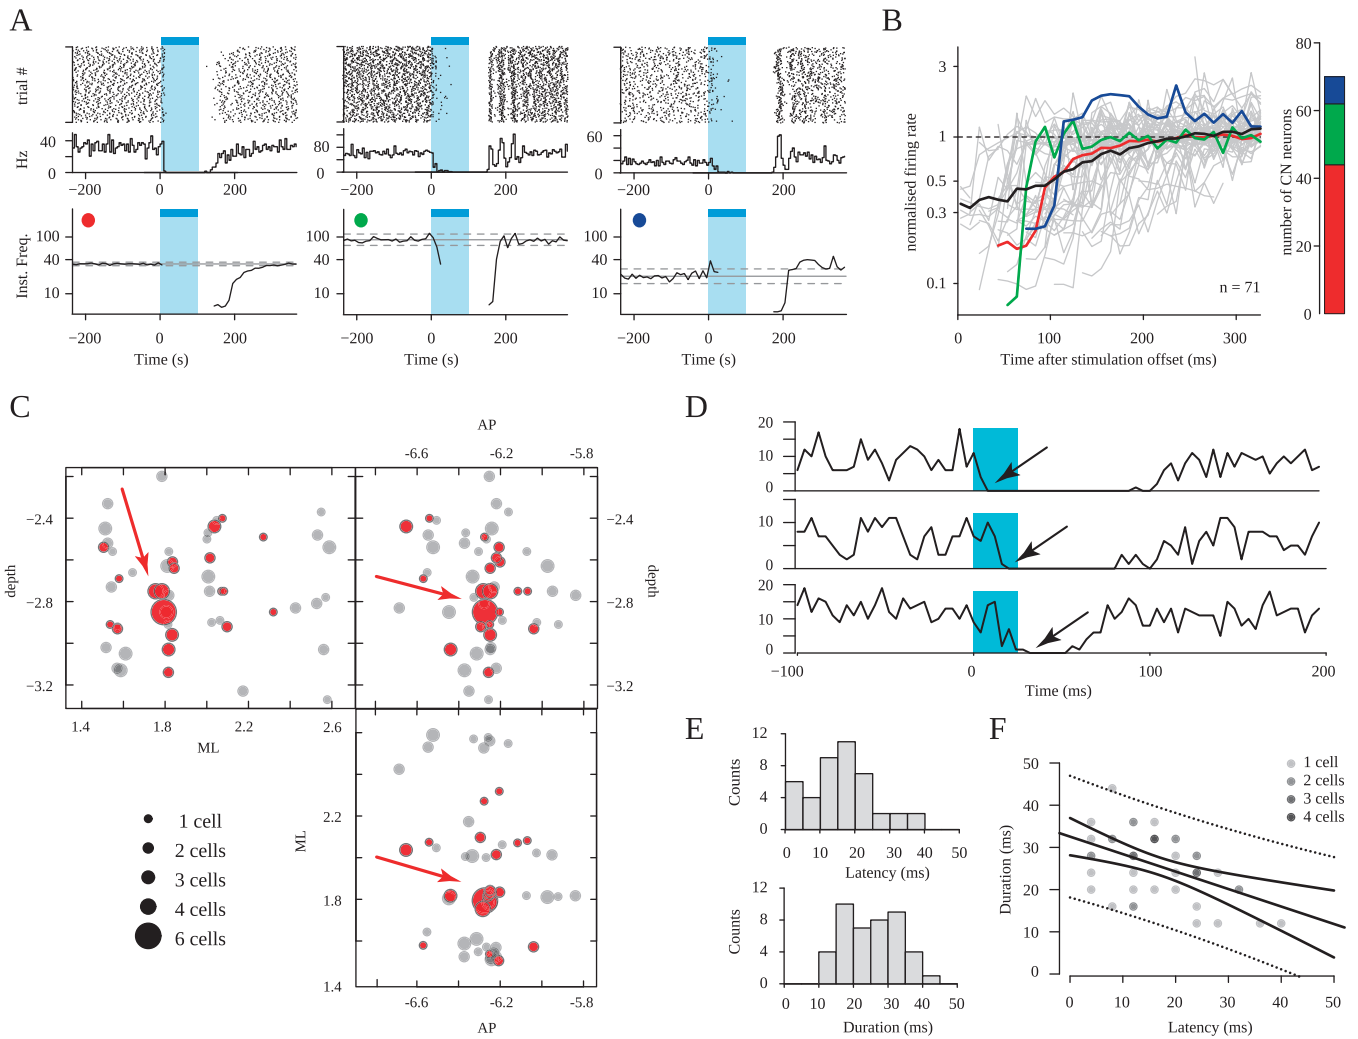 A
trial #
Hz
40
0
80
0
60
0
−200
0
200
−200
0
200
−200
0
200
Inst. Freq.
100
40
10
100
40
10
100
40
10
−200
0
200
−200
0
200
−200
0
200
Time (s)
Time (s)
Time (s)
B
normalised firing rate
3
1
0.5
0.3
0.1
n = 71
0
100
200
300
Time after stimulation offset (ms)
number of CN neurons
80
60
40
20
0
C
AP
-6.6
-6.2
-5.8
depth
−2.4
−2.8
−3.2
−2.4
−2.8
−3.2
depth
1.4
1.8
2.2
ML
2.6
2.2
1.8
1.4
ML
-6.6
-6.2
-5.8
AP
1 cell
2 cells
3 cells
4 cells
6 cells
D
20
10
0
10
0
20
10
0
−100
0
100
200
Time (ms)
E
Counts
12
8
4
0
0
10
20
30
40
50
Latency (ms)
Counts
12
8
4
0
0
10
20
30
40
50
Duration (ms)
F
Duration (ms)
50
40
30
20
10
0
0
10
20
30
40
50
Latency (ms)
1 cell
2 cells
3 cells
4 cells